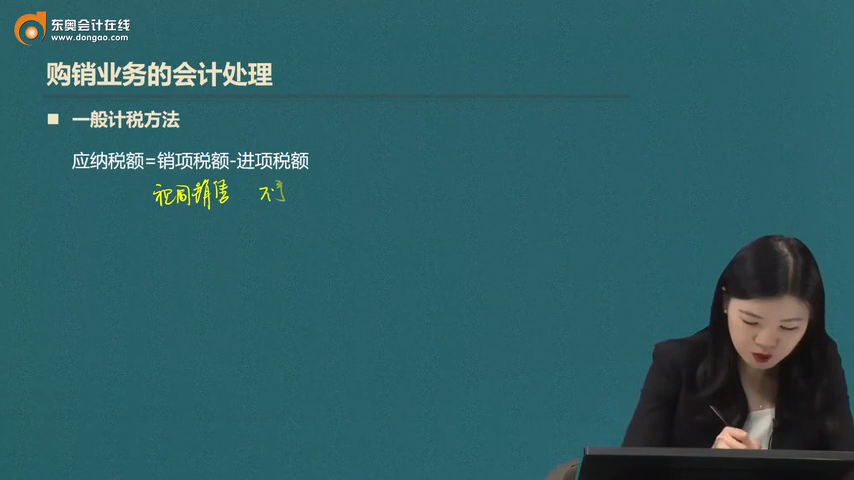 东奥会计在线
www.dongao.com
购销业务的会计处理
一般计税方法
应纳税额=销项税额-进项税额
视同销售 不予